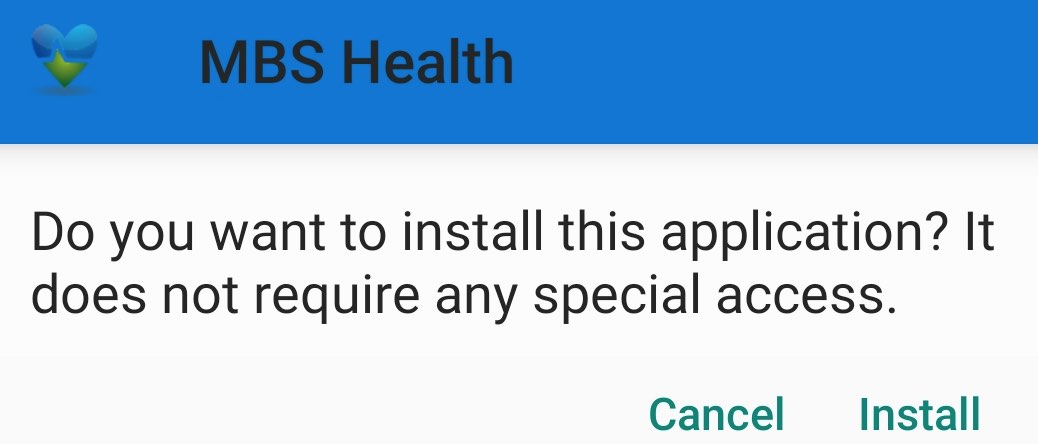 MBS Health
Do you want to install this application? It
does not require any special access.
Cancel Install